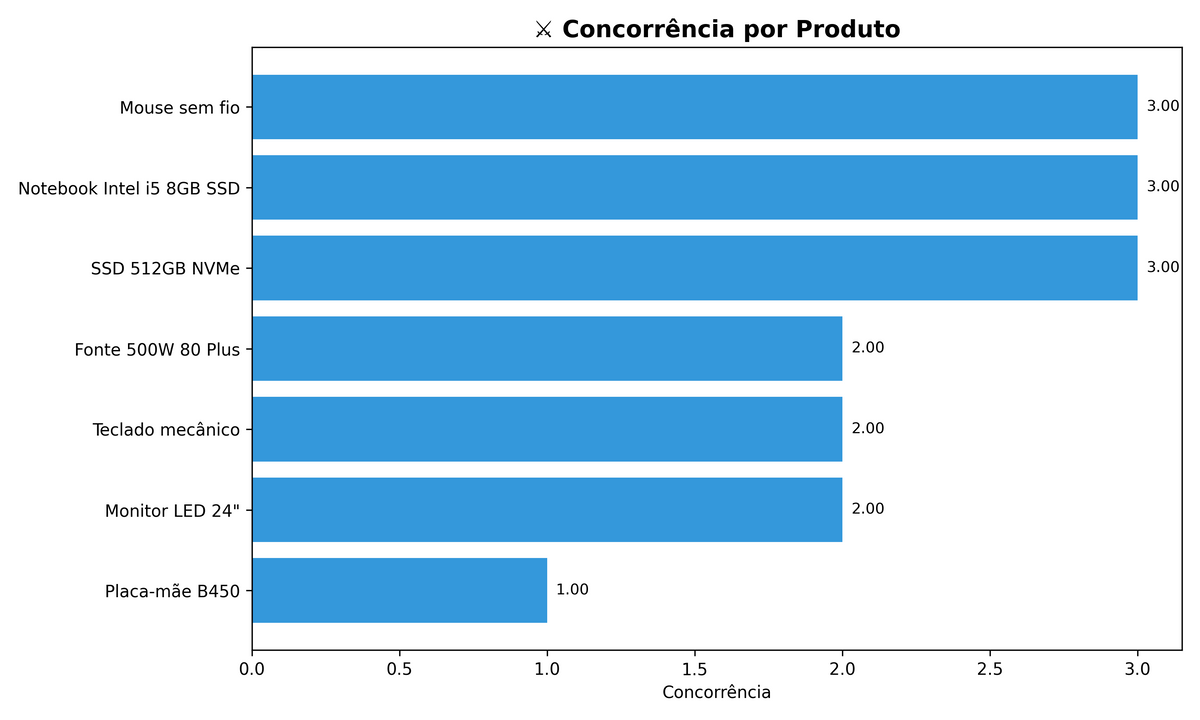 ⚔ Concorrência por Produto
Mouse sem fio 3.00
Notebook Intel i5 8GB SSD 3.00
SSD 512GB NVMe 3.00
Fonte 500W 80 Plus 2.00
Teclado mecânico 2.00
Monitor LED 24" 2.00
Placa-mãe B450 1.00
0.0 0.5 1.0 1.5 2.0 2.5 3.0
Concorrência